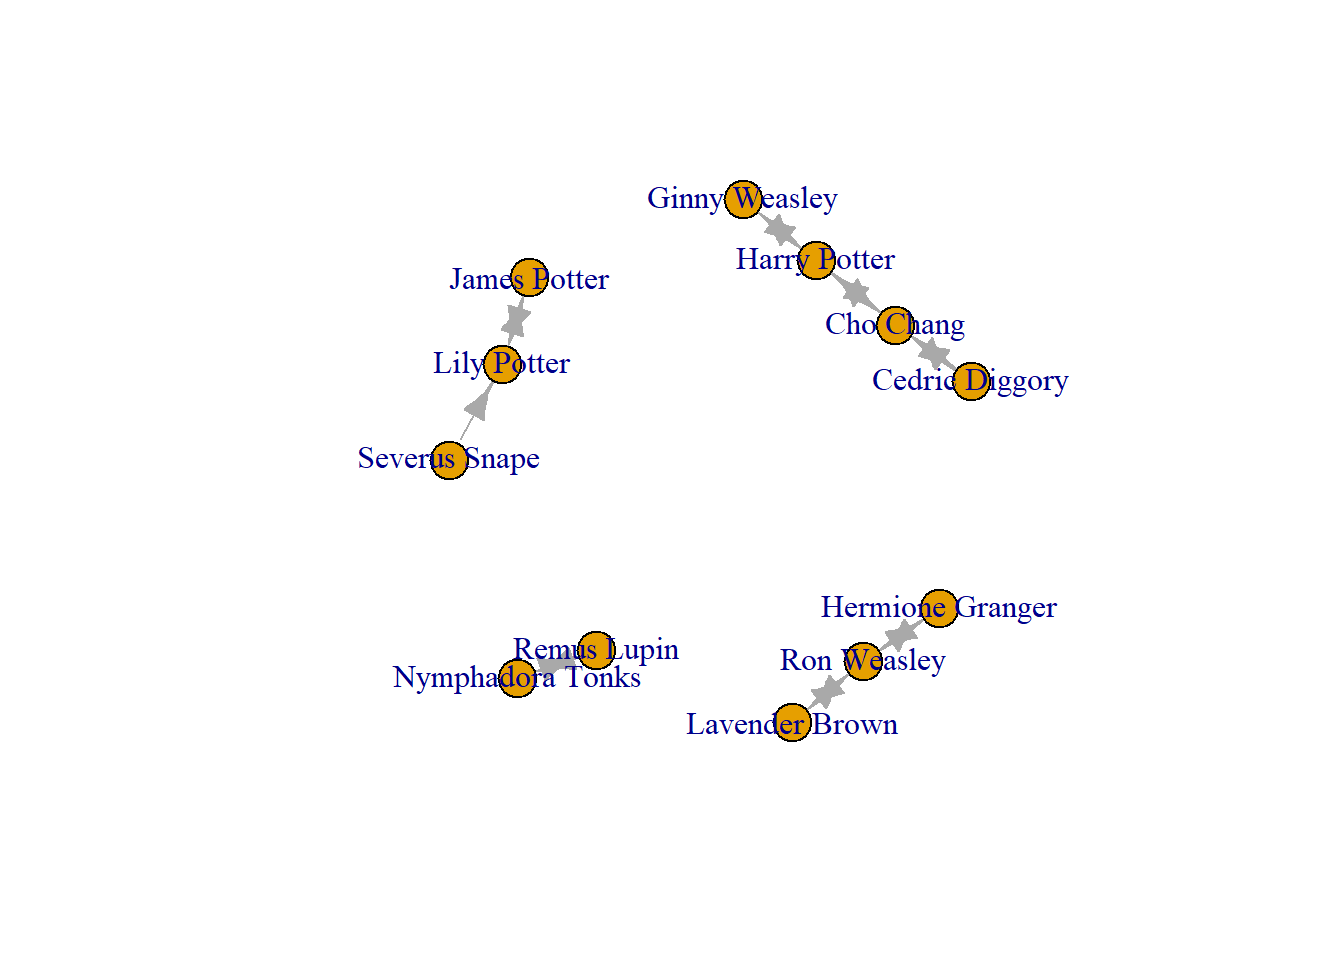 Ginny Weasley
Harry Potter
James Potter
Cho Chang
Lily Potter
Cedric Diggory
Severus Snape
Hermione Granger
Remus Lupin
Ron Weasley
Nymphadora Tonks
Lavender Brown